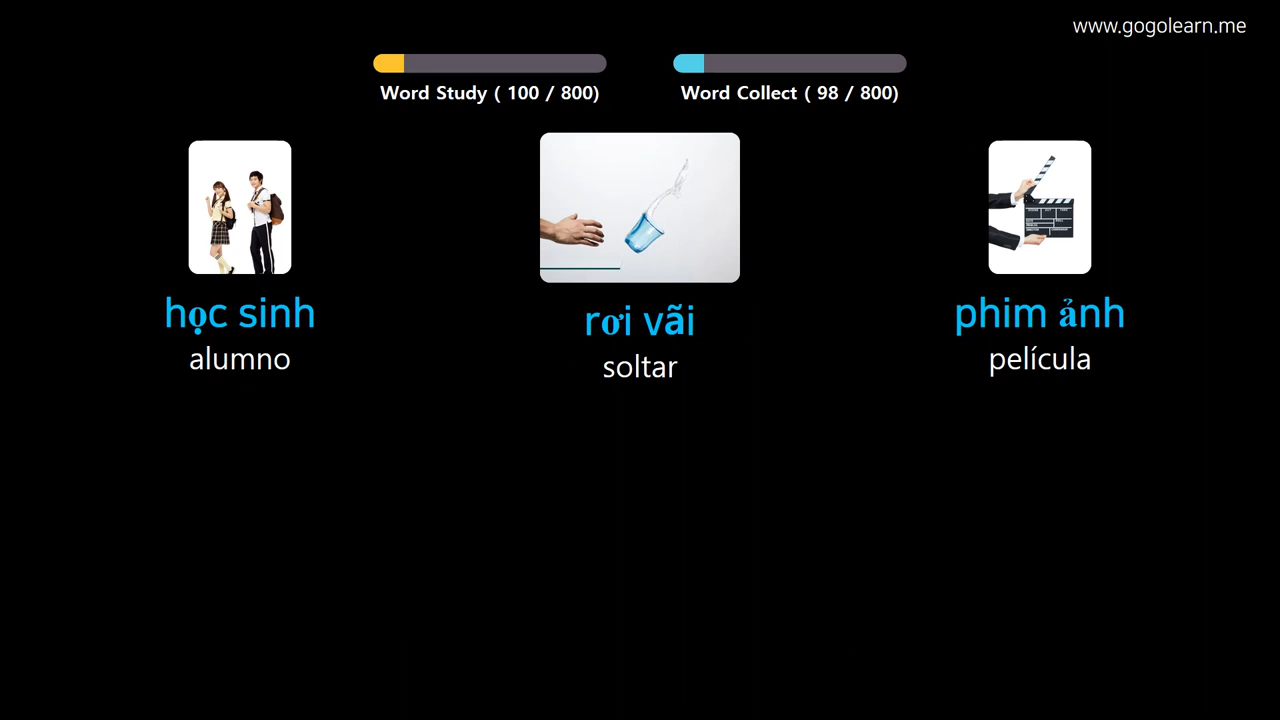 www.gogolearn.me
Word Study ( 100 / 800)
Word Collect ( 98 / 800)
học sinh
alumno
rơi vãi
soltar
phim ảnh
película